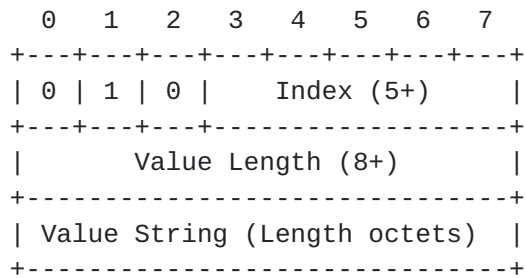 0   1   2   3   4   5   6   7
+---+---+---+---+---+---+---+---+
| 0 | 1 | 0 |    Index (5+)     |
+---+---+---+-------------------+
|       Value Length (8+)       |
+-------------------------------+
| Value String (Length octets)  |
+-------------------------------+